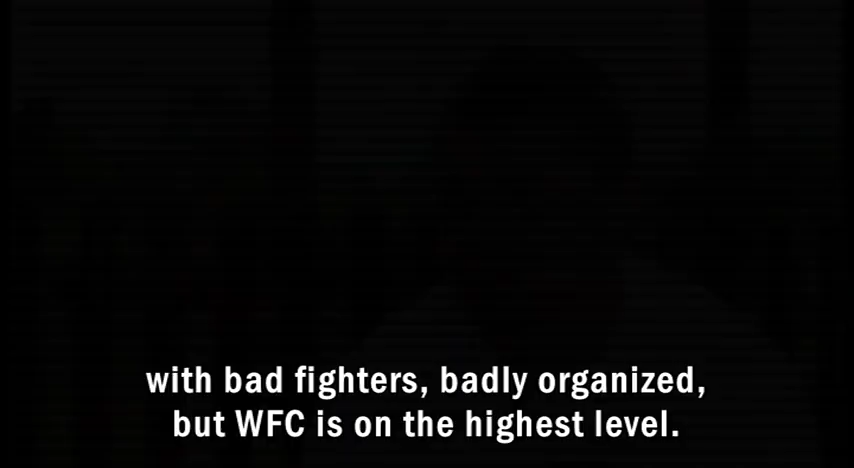 with bad fighters, badly organized,
but WFC is on the highest level.